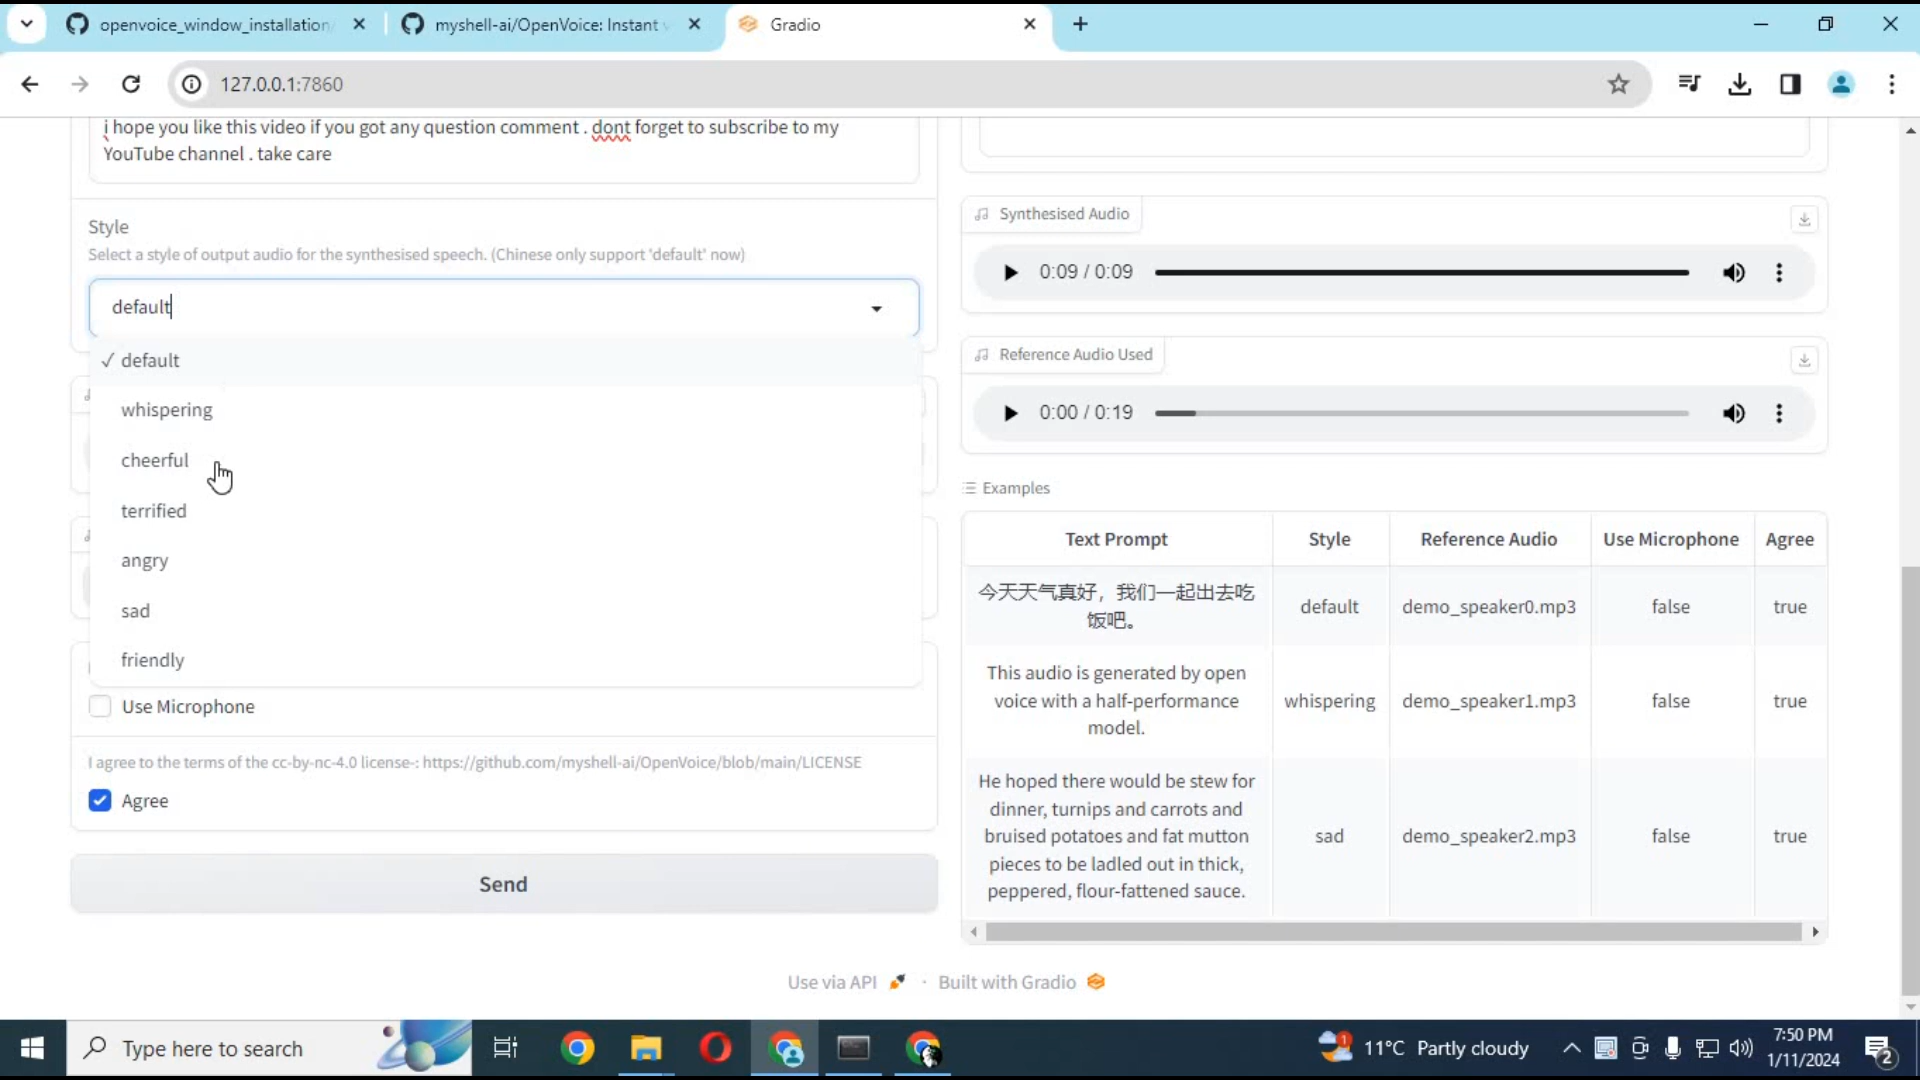 openvoice_window_installation
myshell-ai/OpenVoice: Instant
Gradio
127.0.0.1:7860
i hope you like this video if you got any question comment . dont forget to subscribe to my
YouTube channel . take care
Style
Select a style of output audio for the synthesised speech. (Chinese only support 'default' now)
default
✓ default
whispering
cheerful
terrified
angry
sad
friendly
Use Microphone
I agree to the terms of the cc-by-nc-4.0 license-: https://github.com/myshell-ai/OpenVoice/blob/main/LICENSE
Agree
Send
Synthesised Audio
0:09 / 0:09
Reference Audio Used
0:00 / 0:19
Examples
Text Prompt Style Reference Audio Use Microphone Agree
今天天气真好，我们一起出去吃
饭吧。
default demo_speaker0.mp3 false true
This audio is generated by open
voice with a half-performance
model.
whispering demo_speaker1.mp3 false true
He hoped there would be stew for
dinner, turnips and carrots and
bruised potatoes and fat mutton
pieces to be ladled out in thick,
peppered, flour-fattened sauce.
sad demo_speaker2.mp3 false true
Use via API · Built with Gradio
Type here to search
11°C Partly cloudy
7:50 PM
1/11/2024
2